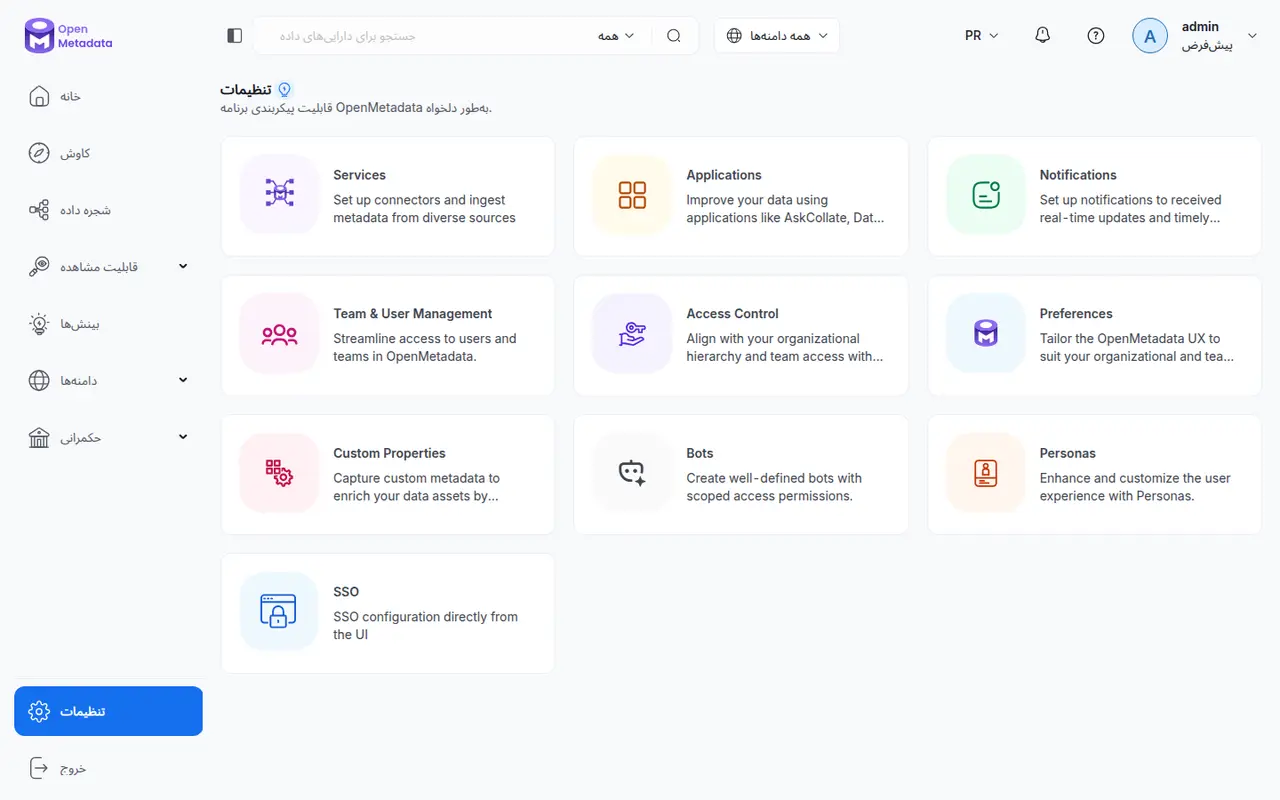 Open
Metadata
جستجو برای دارایی‌های داده
همه
همه دامنه‌ها
PR
A
admin
پیش‌فرض
خانه
کاوش
شجره داده
قابلیت مشاهده
بینش‌ها
دامنه‌ها
حکمرانی
تنظیمات
خروج
تنظیمات
قابلیت پیکربندی برنامه OpenMetadata به‌طور دلخواه.
Services
Set up connectors and ingest
metadata from diverse sources
Applications
Improve your data using
applications like AskCollate, Dat...
Notifications
Set up notifications to received
real-time updates and timely...
Team & User Management
Streamline access to users and
teams in OpenMetadata.
Access Control
Align with your organizational
hierarchy and team access with...
Preferences
Tailor the OpenMetadata UX to
suit your organizational and tea...
Custom Properties
Capture custom metadata to
enrich your data assets by...
Bots
Create well-defined bots with
scoped access permissions.
Personas
Enhance and customize the user
experience with Personas.
SSO
SSO configuration directly from
the UI